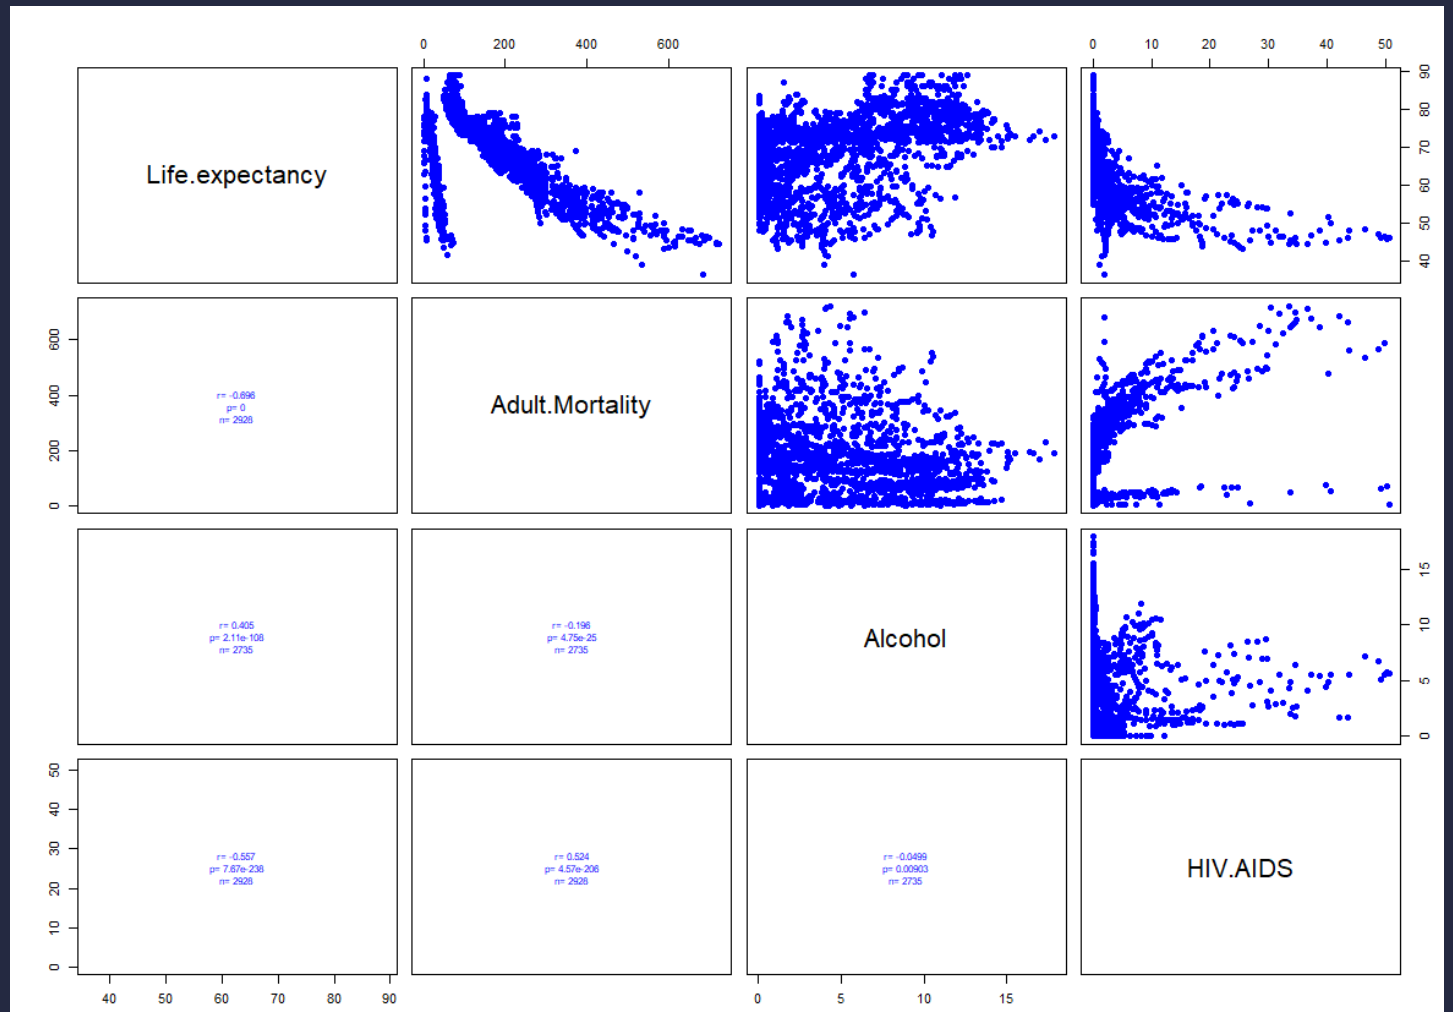 0 200 400 600
0 10 20 30 40 50
Life.expectancy
40 50 60 70 80 90
0 200 400 600
r= -0.696
p= 0
n= 2928
Adult.Mortality
r= 0.405
p= 2.11e-108
n= 2735
r= -0.196
p= 4.75e-25
n= 2735
Alcohol
0 5 10 15
0 10 20 30 40 50
r= -0.557
p= 7.67e-238
n= 2928
r= 0.524
p= 4.57e-206
n= 2928
r= -0.0499
p= 0.00903
n= 2735
HIV.AIDS
40 50 60 70 80 90
0 5 10 15